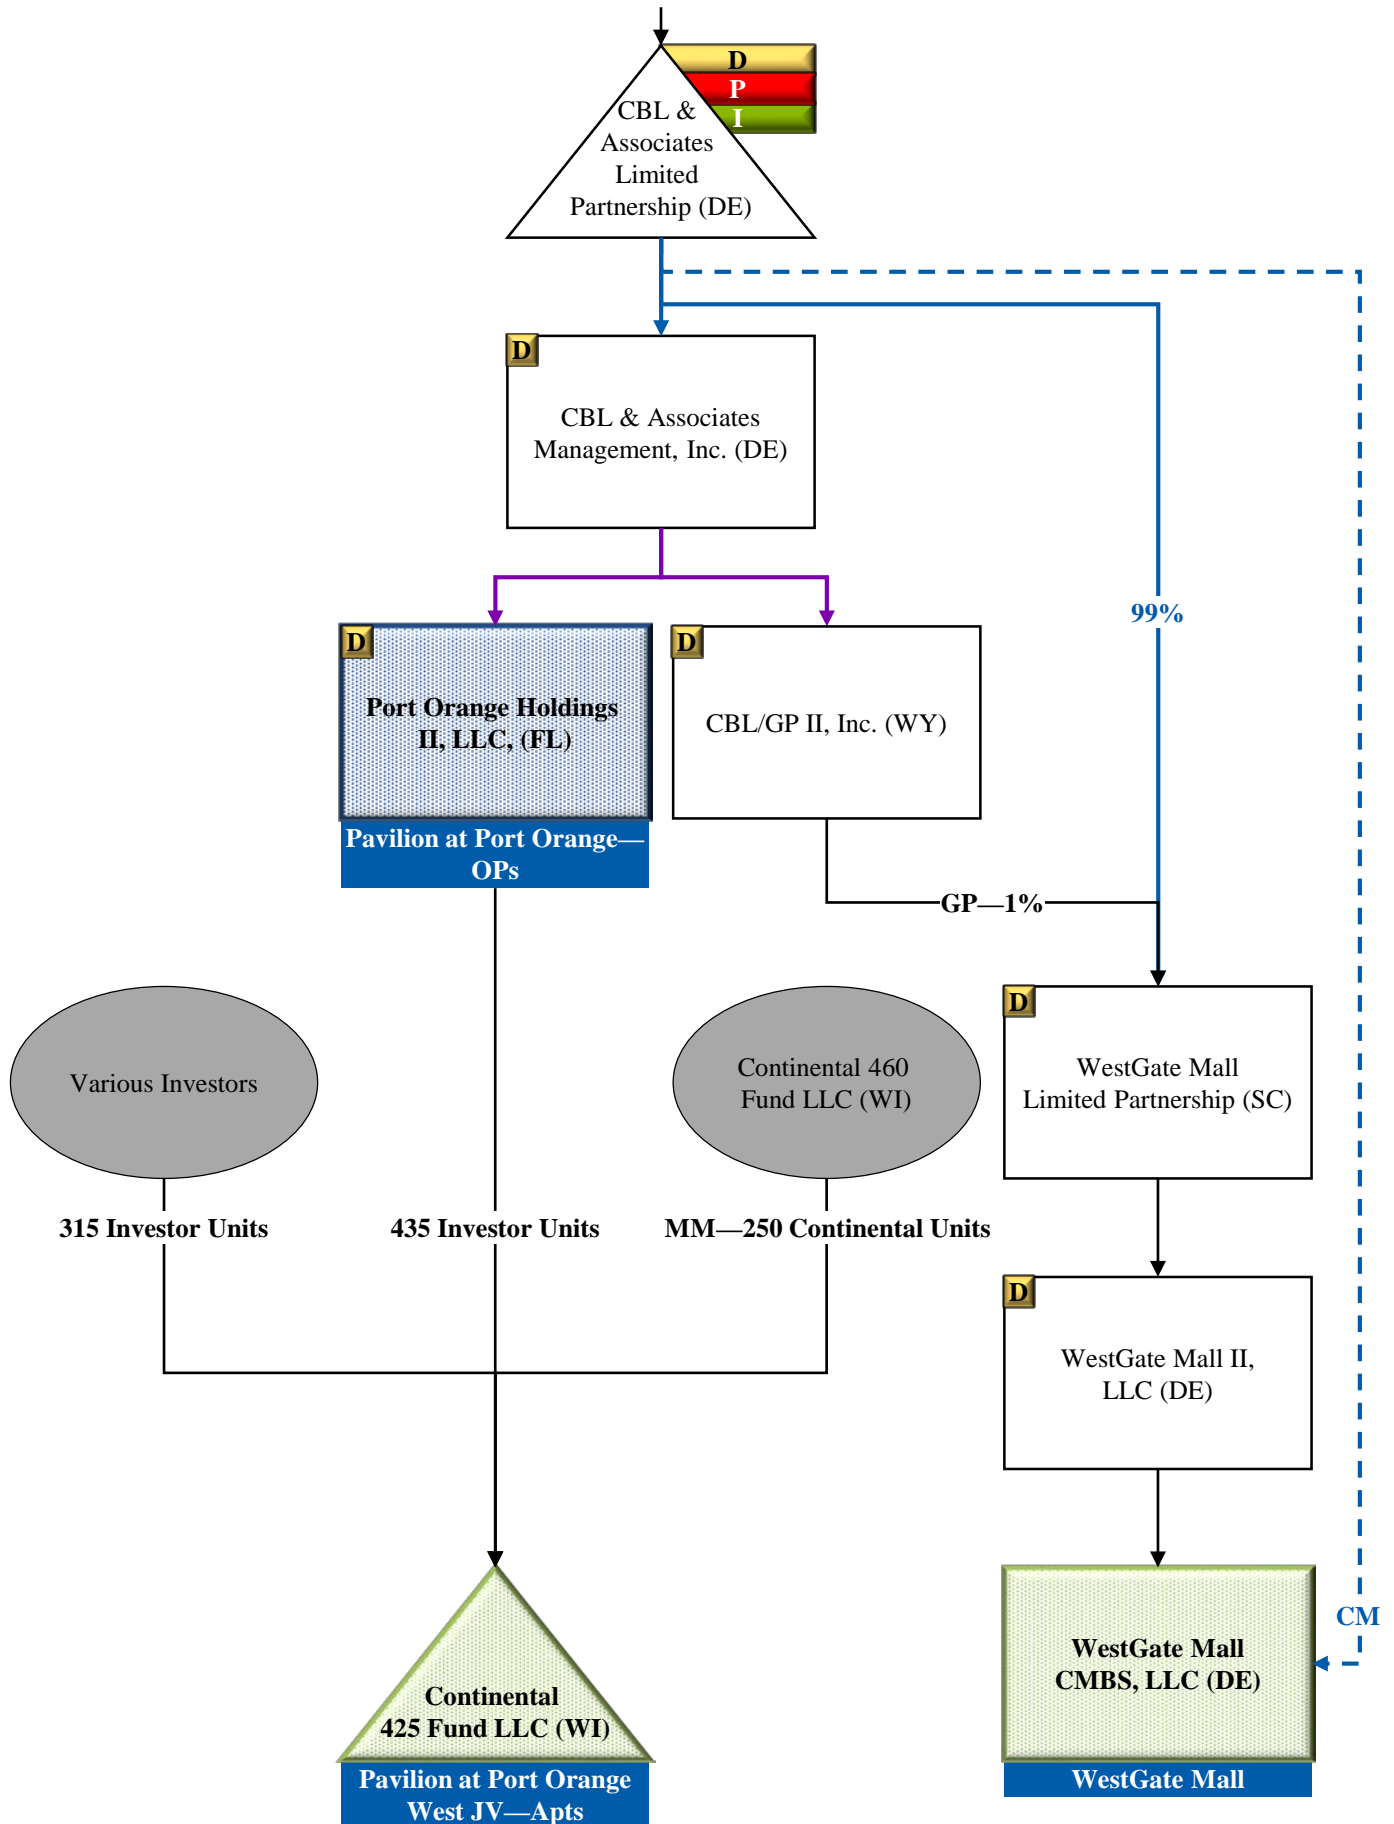 D
P
I
CBL &
Associates
Limited
Partnership (DE)
D
CBL & Associates
Management, Inc. (DE)
99%
D
Port Orange Holdings
II, LLC, (FL)
Pavilion at Port Orange—
OPs
D
CBL/GP II, Inc. (WY)
GP—1%
Various Investors
Continental 460
Fund LLC (WI)
D
WestGate Mall
Limited Partnership (SC)
315 Investor Units
435 Investor Units
MM—250 Continental Units
D
WestGate Mall II,
LLC (DE)
CM
Continental
425 Fund LLC (WI)
Pavilion at Port Orange
West JV—Apts
WestGate Mall
CMBS, LLC (DE)
WestGate Mall